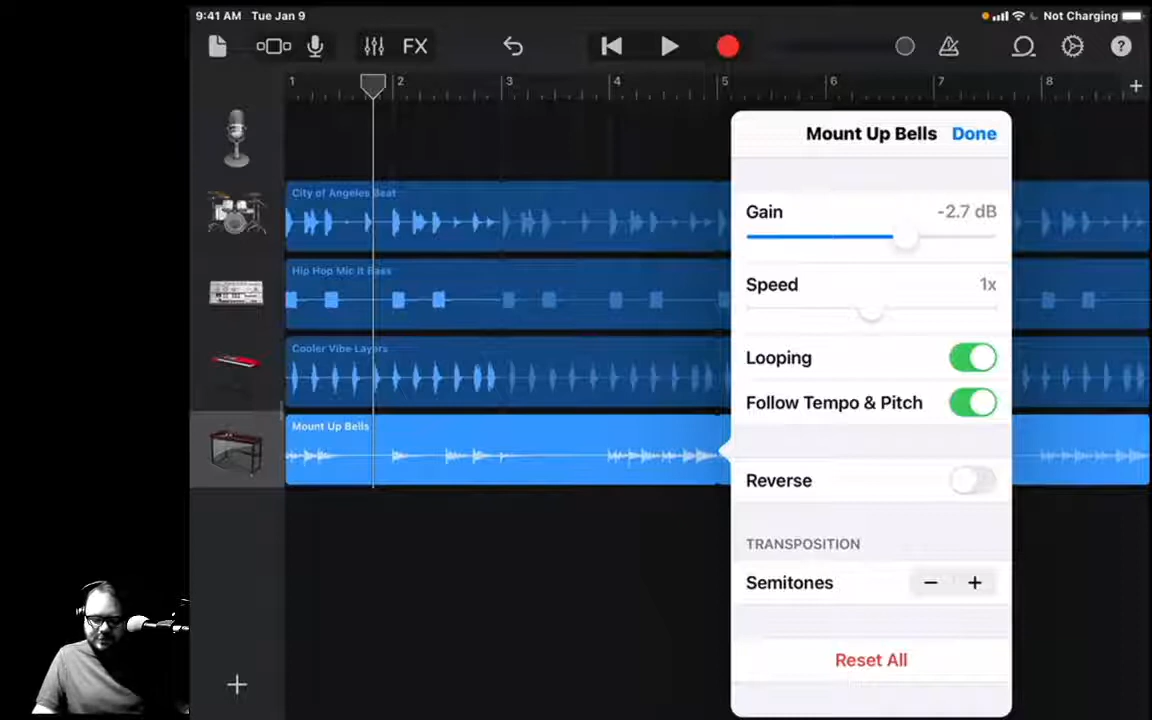 9:41 AM Tue Jan 9
Not Charging
FX
1 2 3 4 5 6 7 8
Mount Up Bells Done
City of Angeles Beat
Gain -2.7 dB
Hip Hop Mic It Bass
Speed 1x
Cooler Vibe Layers
Looping
Follow Tempo & Pitch
Mount Up Bells
Reverse
TRANSPOSITION
Semitones
Reset All